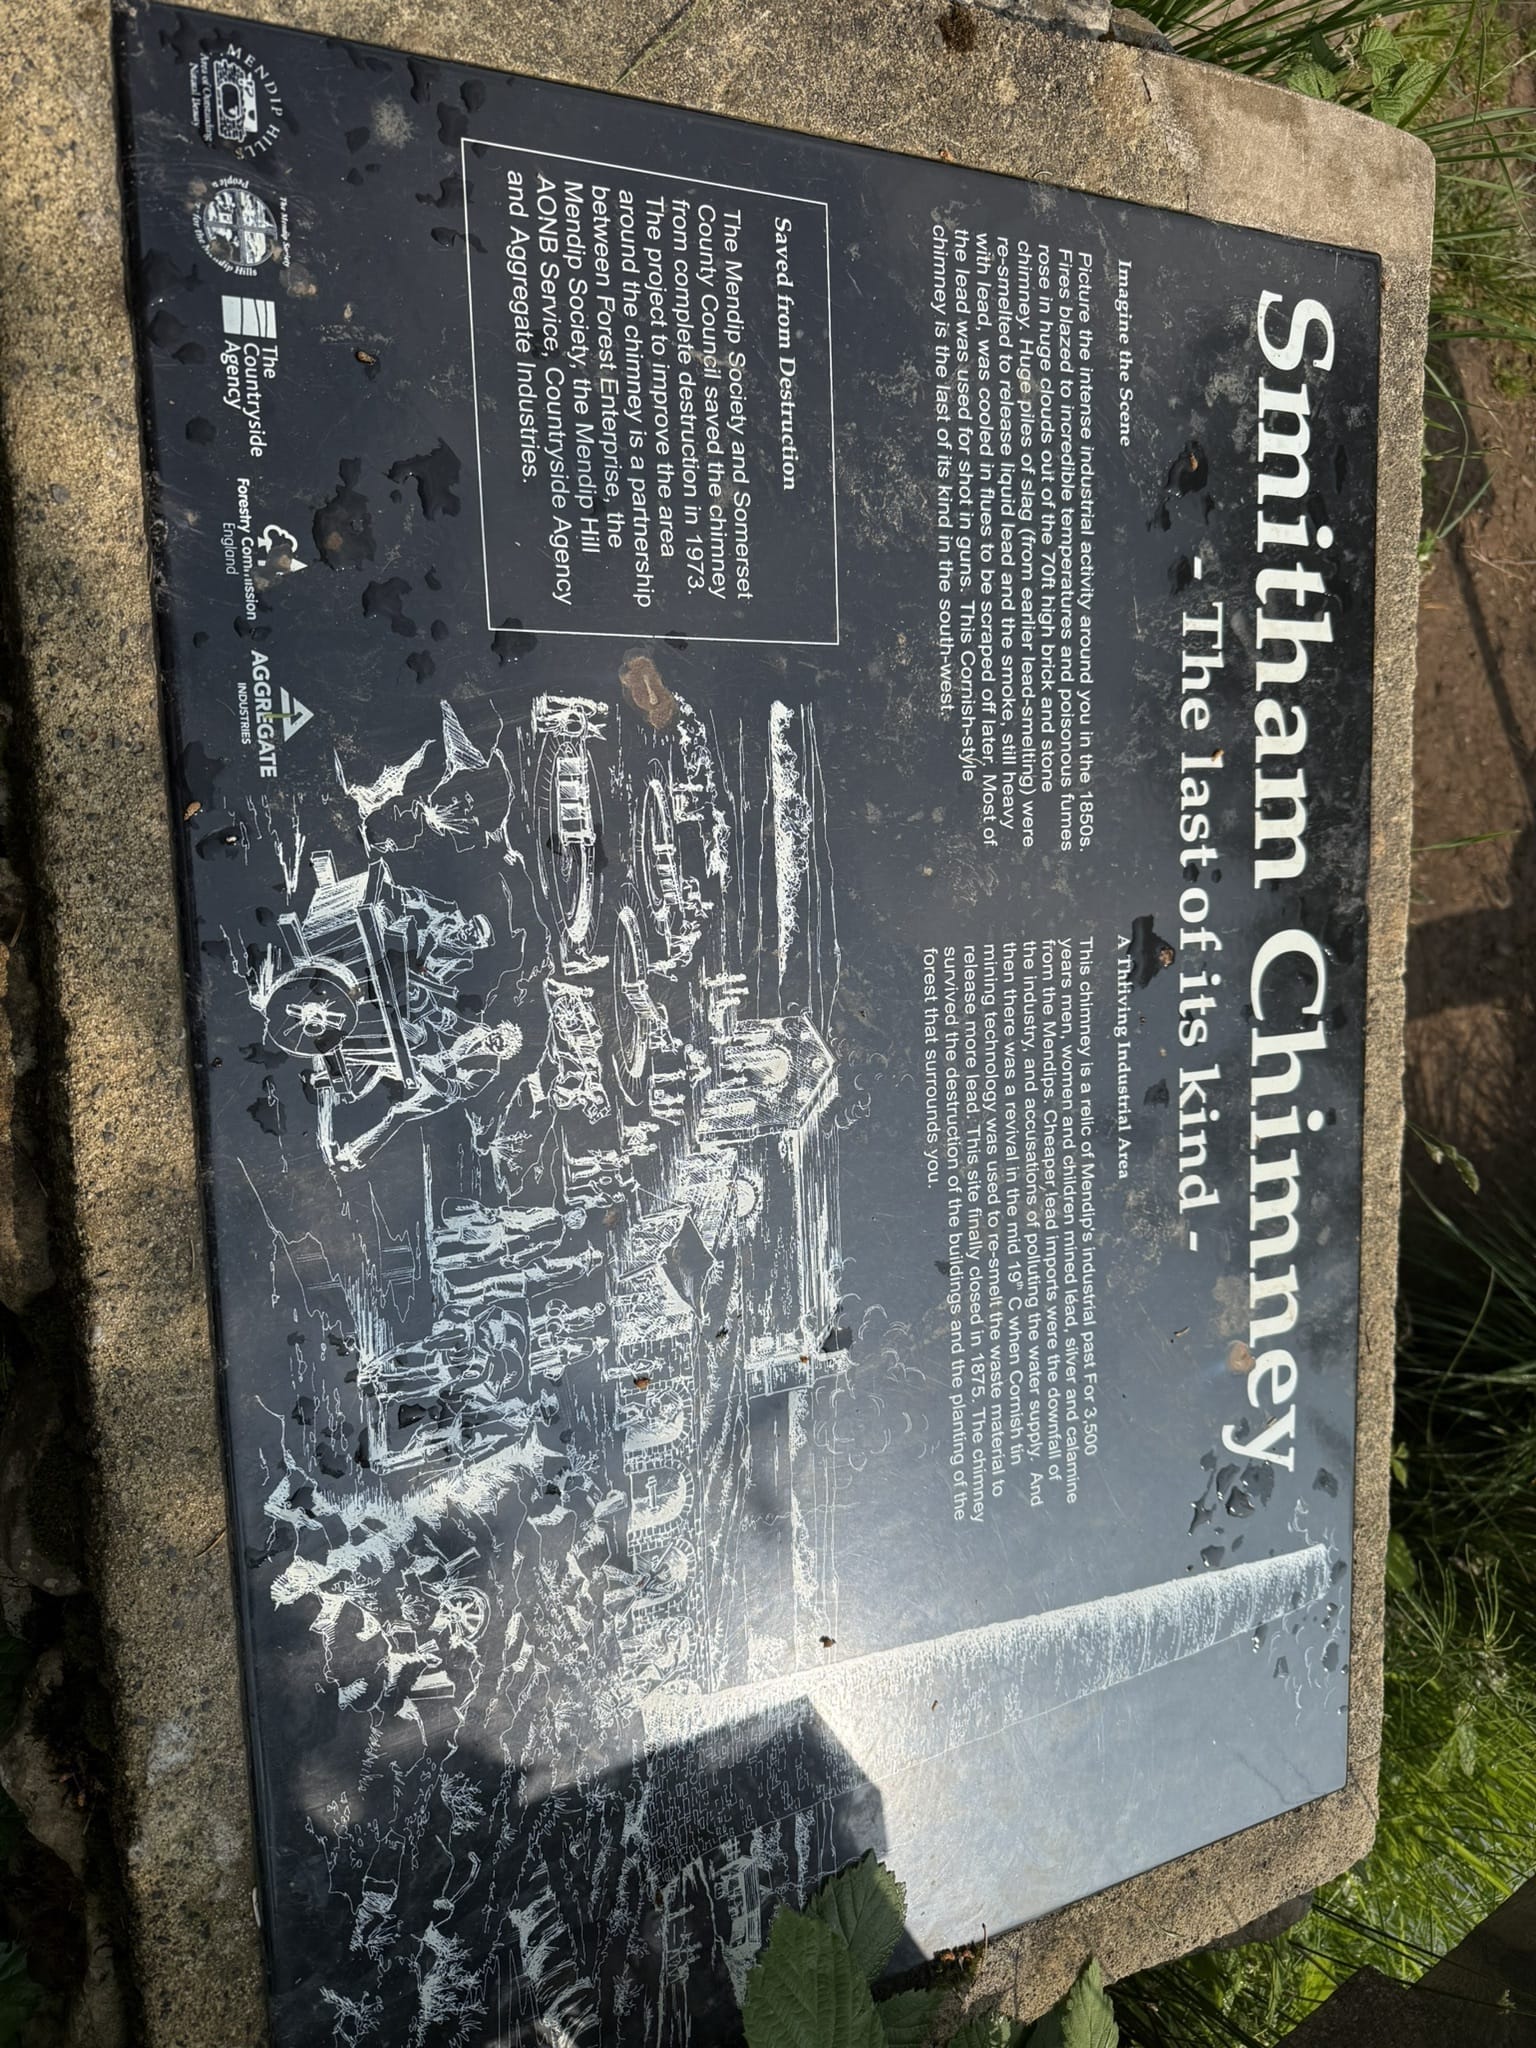 Smitham Chimney
- The last of its kind -
Imagine the Scene
Picture the intense industrial activity around you in the 1850s.
Fires blazed to incredible temperatures and poisonous fumes
rose in huge clouds out of the 70ft high brick and stone
chimney. Huge piles of slag (from earlier lead-smelting) were
re-smelted to release liquid lead and the smoke, still heavy
with lead, was cooled in flues to be scraped off later. Most of
the lead was used for shot in guns. This Cornish-style
chimney is the last of its kind in the south-west.
A Thriving Industrial Area
This chimney is a relic of Mendip's industrial past For 3,500
years men, women and children mined lead, silver and calamine
from the Mendips. Cheaper lead imports were the downfall of
the industry, and accusations of polluting the water supply. And
then there was a revival in the mid 19th C when Cornish tin
mining technology was used to re-smelt the waste material to
release more lead. This site finally closed in 1875. The chimney
survived the destruction of the buildings and the planting of the
forest that surrounds you.
Saved from Destruction
The Mendip Society and Somerset
County Council saved the chimney
from complete destruction in 1973.
The project to improve the area
around the chimney is a partnership
between Forest Enterprise, the
Mendip Society, the Mendip Hill
AONB Service, Countryside Agency
and Aggregate Industries.
MENDIP HILLS
Area of Outstanding
Natural Beauty
The Mendip Society
The
Countryside
Agency
Forestry Commission
England
AGGREGATE
INDUSTRIES